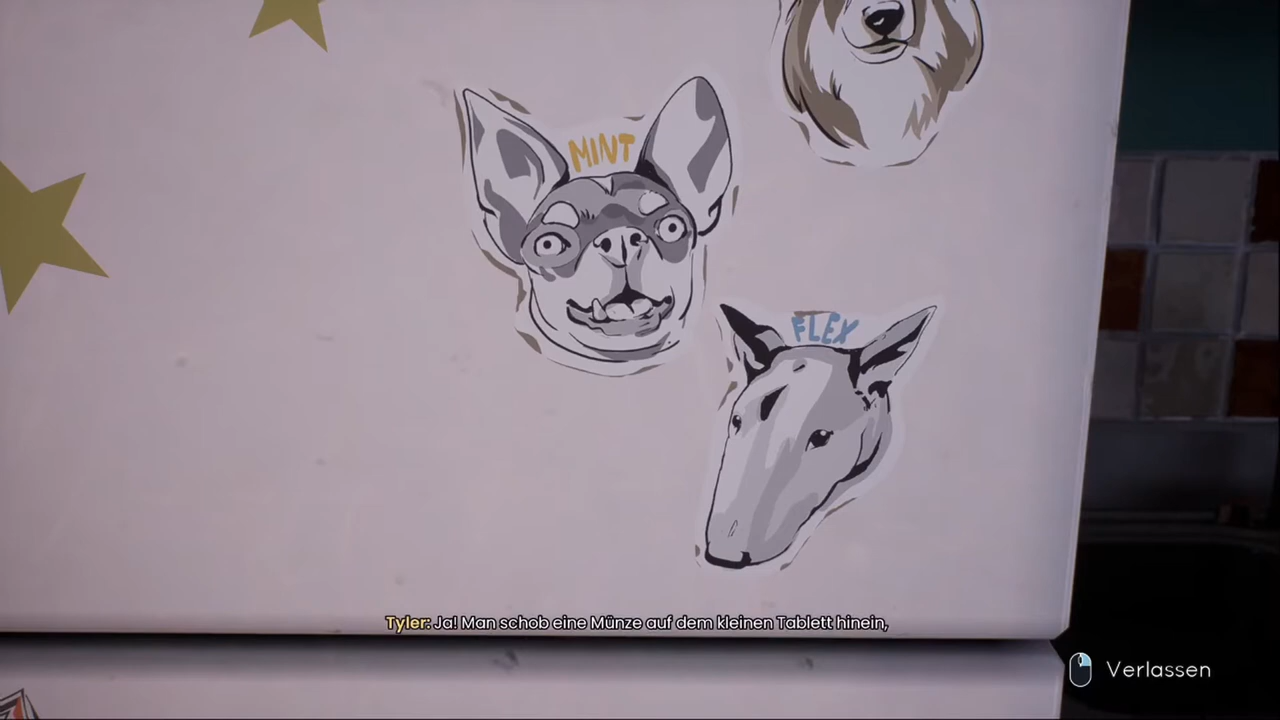 MINT
FLEX
Tyler: Ja! Man schob eine Münze auf dem kleinen Tablett hinein,
Verlassen